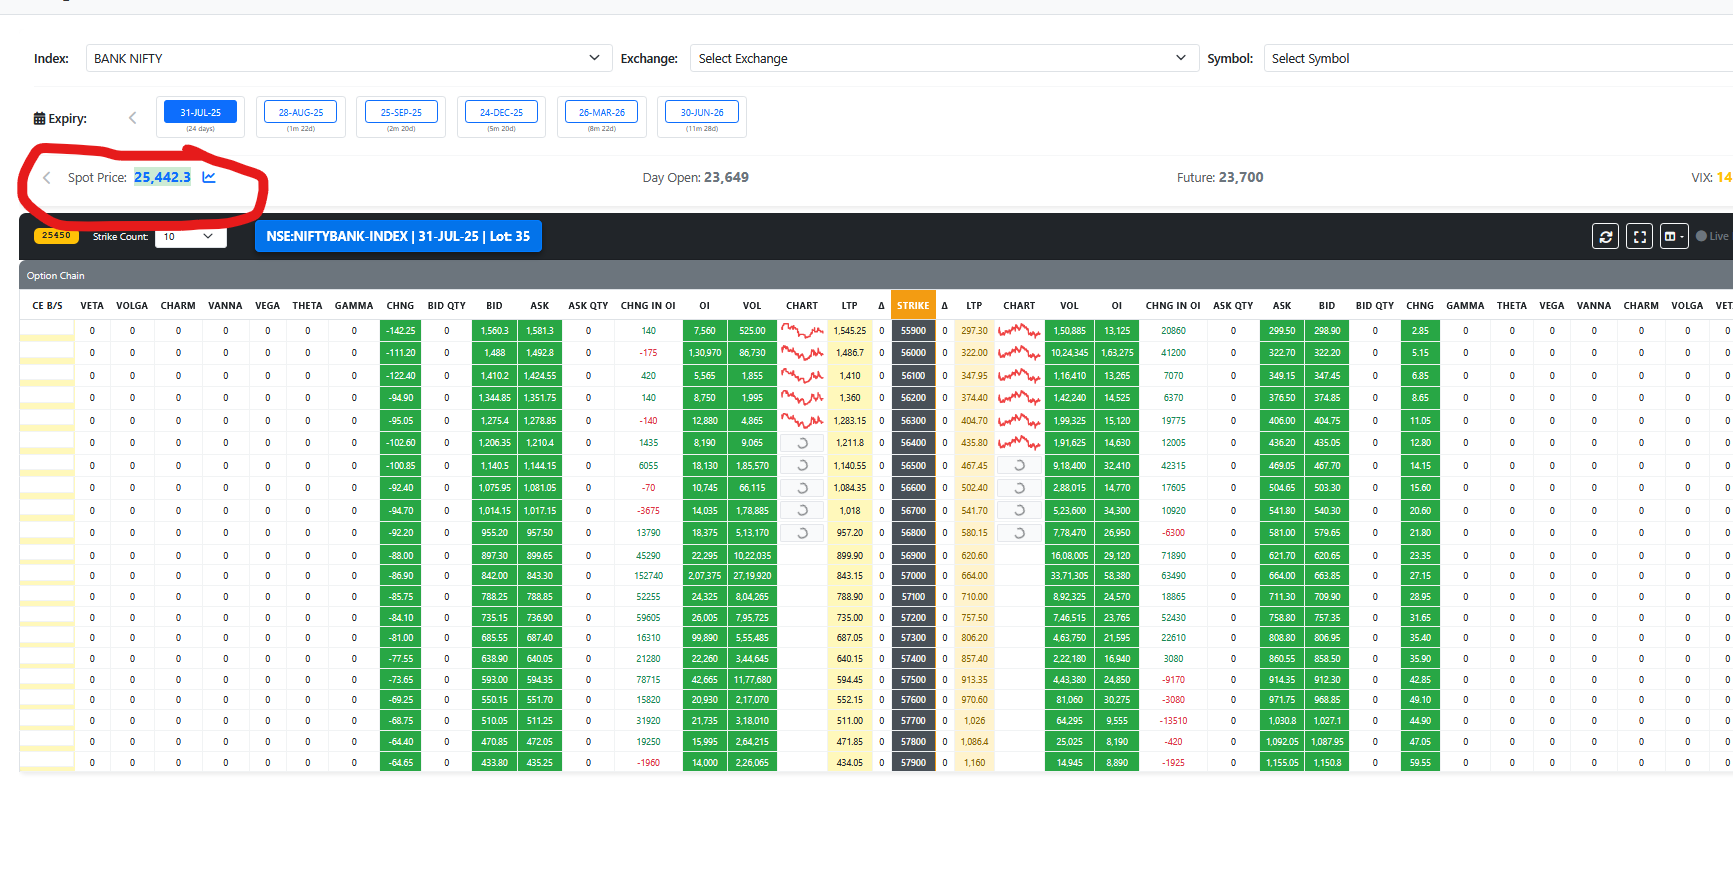 Index: BANK NIFTY Exchange: Select Exchange Symbol: Select Symbol
Expiry: 31-JUL-25 28-AUG-25 25-SEP-25 24-DEC-25 26-MAR-26 30-JUN-26
(24 days) (1m 22d) (2m 20d) (5m 20d) (8m 22d) (11m 28d)
Spot Price: 25,442.3 Day Open: 23,649 Future: 23,700 VIX: 14
25450 Strike Count: 10 NSE:NIFTYBANK-INDEX | 31-JUL-25 | Lot: 35 Live
Option Chain
CE B/S VETA VOLGA CHARM VANNA VEGA THETA GAMMA CHNG BID QTY BID ASK ASK QTY CHNG IN OI OI VOL CHART LTP Δ STRIKE Δ LTP CHART VOL OI CHNG IN OI ASK QTY ASK BID BID QTY CHNG GAMMA THETA VEGA VANNA CHARM VOLGA VET
0 0 0 0 0 0 0 -142.25 0 1,560.3 1,581.3 0 140 7,560 525.00 1,545.25 0 55900 0 297.30 1,50,885 13,125 20860 0 299.50 298.90 0 2.85 0 0 0 0 0 0 0
0 0 0 0 0 0 0 -111.20 0 1,488 1,492.8 0 -175 1,30,970 86,730 1,486.7 0 56000 0 322.00 10,24,345 1,63,275 41200 0 322.70 322.20 0 5.15 0 0 0 0 0 0 0
0 0 0 0 0 0 0 -122.40 0 1,410.2 1,424.55 0 420 5,565 1,855 1,410 0 56100 0 347.95 1,16,410 13,265 7070 0 349.15 347.45 0 6.85 0 0 0 0 0 0 0
0 0 0 0 0 0 0 -94.90 0 1,344.85 1,351.75 0 140 8,750 1,995 1,360 0 56200 0 374.40 1,42,240 14,525 6370 0 376.50 374.85 0 8.65 0 0 0 0 0 0 0
0 0 0 0 0 0 0 -95.05 0 1,275.4 1,278.85 0 -140 12,880 4,865 1,283.15 0 56300 0 404.70 1,99,325 15,120 19775 0 406.00 404.75 0 11.05 0 0 0 0 0 0 0
0 0 0 0 0 0 0 -102.60 0 1,206.35 1,210.4 0 1435 8,190 9,065 1,211.8 0 56400 0 435.80 1,91,625 14,630 12005 0 436.20 435.05 0 12.80 0 0 0 0 0 0 0
0 0 0 0 0 0 0 -100.85 0 1,140.5 1,144.15 0 6055 18,130 1,85,570 1,140.55 0 56500 0 467.45 9,18,400 32,410 42315 0 469.05 467.70 0 14.15 0 0 0 0 0 0 0
0 0 0 0 0 0 0 -92.40 0 1,075.95 1,081.05 0 -70 10,745 66,115 1,084.35 0 56600 0 502.40 2,88,015 14,770 17605 0 504.65 503.30 0 15.60 0 0 0 0 0 0 0
0 0 0 0 0 0 0 -94.70 0 1,014.15 1,017.15 0 -3675 14,035 1,78,885 1,018 0 56700 0 541.70 5,23,600 34,300 10920 0 541.80 540.30 0 20.60 0 0 0 0 0 0 0
0 0 0 0 0 0 0 -92.20 0 955.20 957.50 0 13790 18,375 5,13,170 957.20 0 56800 0 580.15 7,78,470 26,950 -6300 0 581.00 579.65 0 21.80 0 0 0 0 0 0 0
0 0 0 0 0 0 0 -88.00 0 897.30 899.65 0 45290 22,295 10,22,035 899.90 0 56900 0 620.60 16,08,005 29,120 71890 0 621.70 620.65 0 23.35 0 0 0 0 0 0 0
0 0 0 0 0 0 0 -86.90 0 842.00 843.30 0 152740 2,07,375 27,19,920 843.15 0 57000 0 664.00 33,71,305 58,380 63490 0 664.00 663.85 0 27.15 0 0 0 0 0 0 0
0 0 0 0 0 0 0 -85.75 0 788.25 788.85 0 52255 24,325 8,04,265 788.90 0 57100 0 710.00 8,92,325 24,570 18865 0 711.30 709.90 0 28.95 0 0 0 0 0 0 0
0 0 0 0 0 0 0 -84.10 0 735.15 736.90 0 59605 26,005 7,95,725 735.00 0 57200 0 757.50 7,46,515 23,765 52430 0 758.80 757.35 0 31.65 0 0 0 0 0 0 0
0 0 0 0 0 0 0 -81.00 0 685.55 687.40 0 16310 99,890 5,55,485 687.05 0 57300 0 806.20 4,63,750 21,595 22610 0 808.80 806.95 0 35.40 0 0 0 0 0 0 0
0 0 0 0 0 0 0 -77.55 0 638.90 640.05 0 21280 22,260 3,44,645 640.15 0 57400 0 857.40 2,22,180 16,940 3080 0 860.55 858.50 0 35.90 0 0 0 0 0 0 0
0 0 0 0 0 0 0 -73.65 0 593.00 594.35 0 78715 42,665 11,77,680 594.45 0 57500 0 913.35 4,43,380 24,850 -9170 0 914.35 912.30 0 42.85 0 0 0 0 0 0 0
0 0 0 0 0 0 0 -69.25 0 550.15 551.70 0 15820 20,930 2,17,070 552.15 0 57600 0 970.60 81,060 30,275 -3080 0 971.75 968.85 0 49.10 0 0 0 0 0 0 0
0 0 0 0 0 0 0 -68.75 0 510.05 511.25 0 31920 21,735 3,18,010 511.00 0 57700 0 1,026 64,295 9,555 -13510 0 1,030.8 1,027.1 0 44.90 0 0 0 0 0 0 0
0 0 0 0 0 0 0 -64.40 0 470.85 472.05 0 19250 15,995 2,64,215 471.85 0 57800 0 1,086.4 25,025 8,190 -420 0 1,092.05 1,087.95 0 47.05 0 0 0 0 0 0 0
0 0 0 0 0 0 0 -64.65 0 433.80 435.25 0 -1960 14,000 2,26,065 434.05 0 57900 0 1,160 14,945 8,890 -1925 0 1,155.05 1,150.8 0 59.55 0 0 0 0 0 0 0